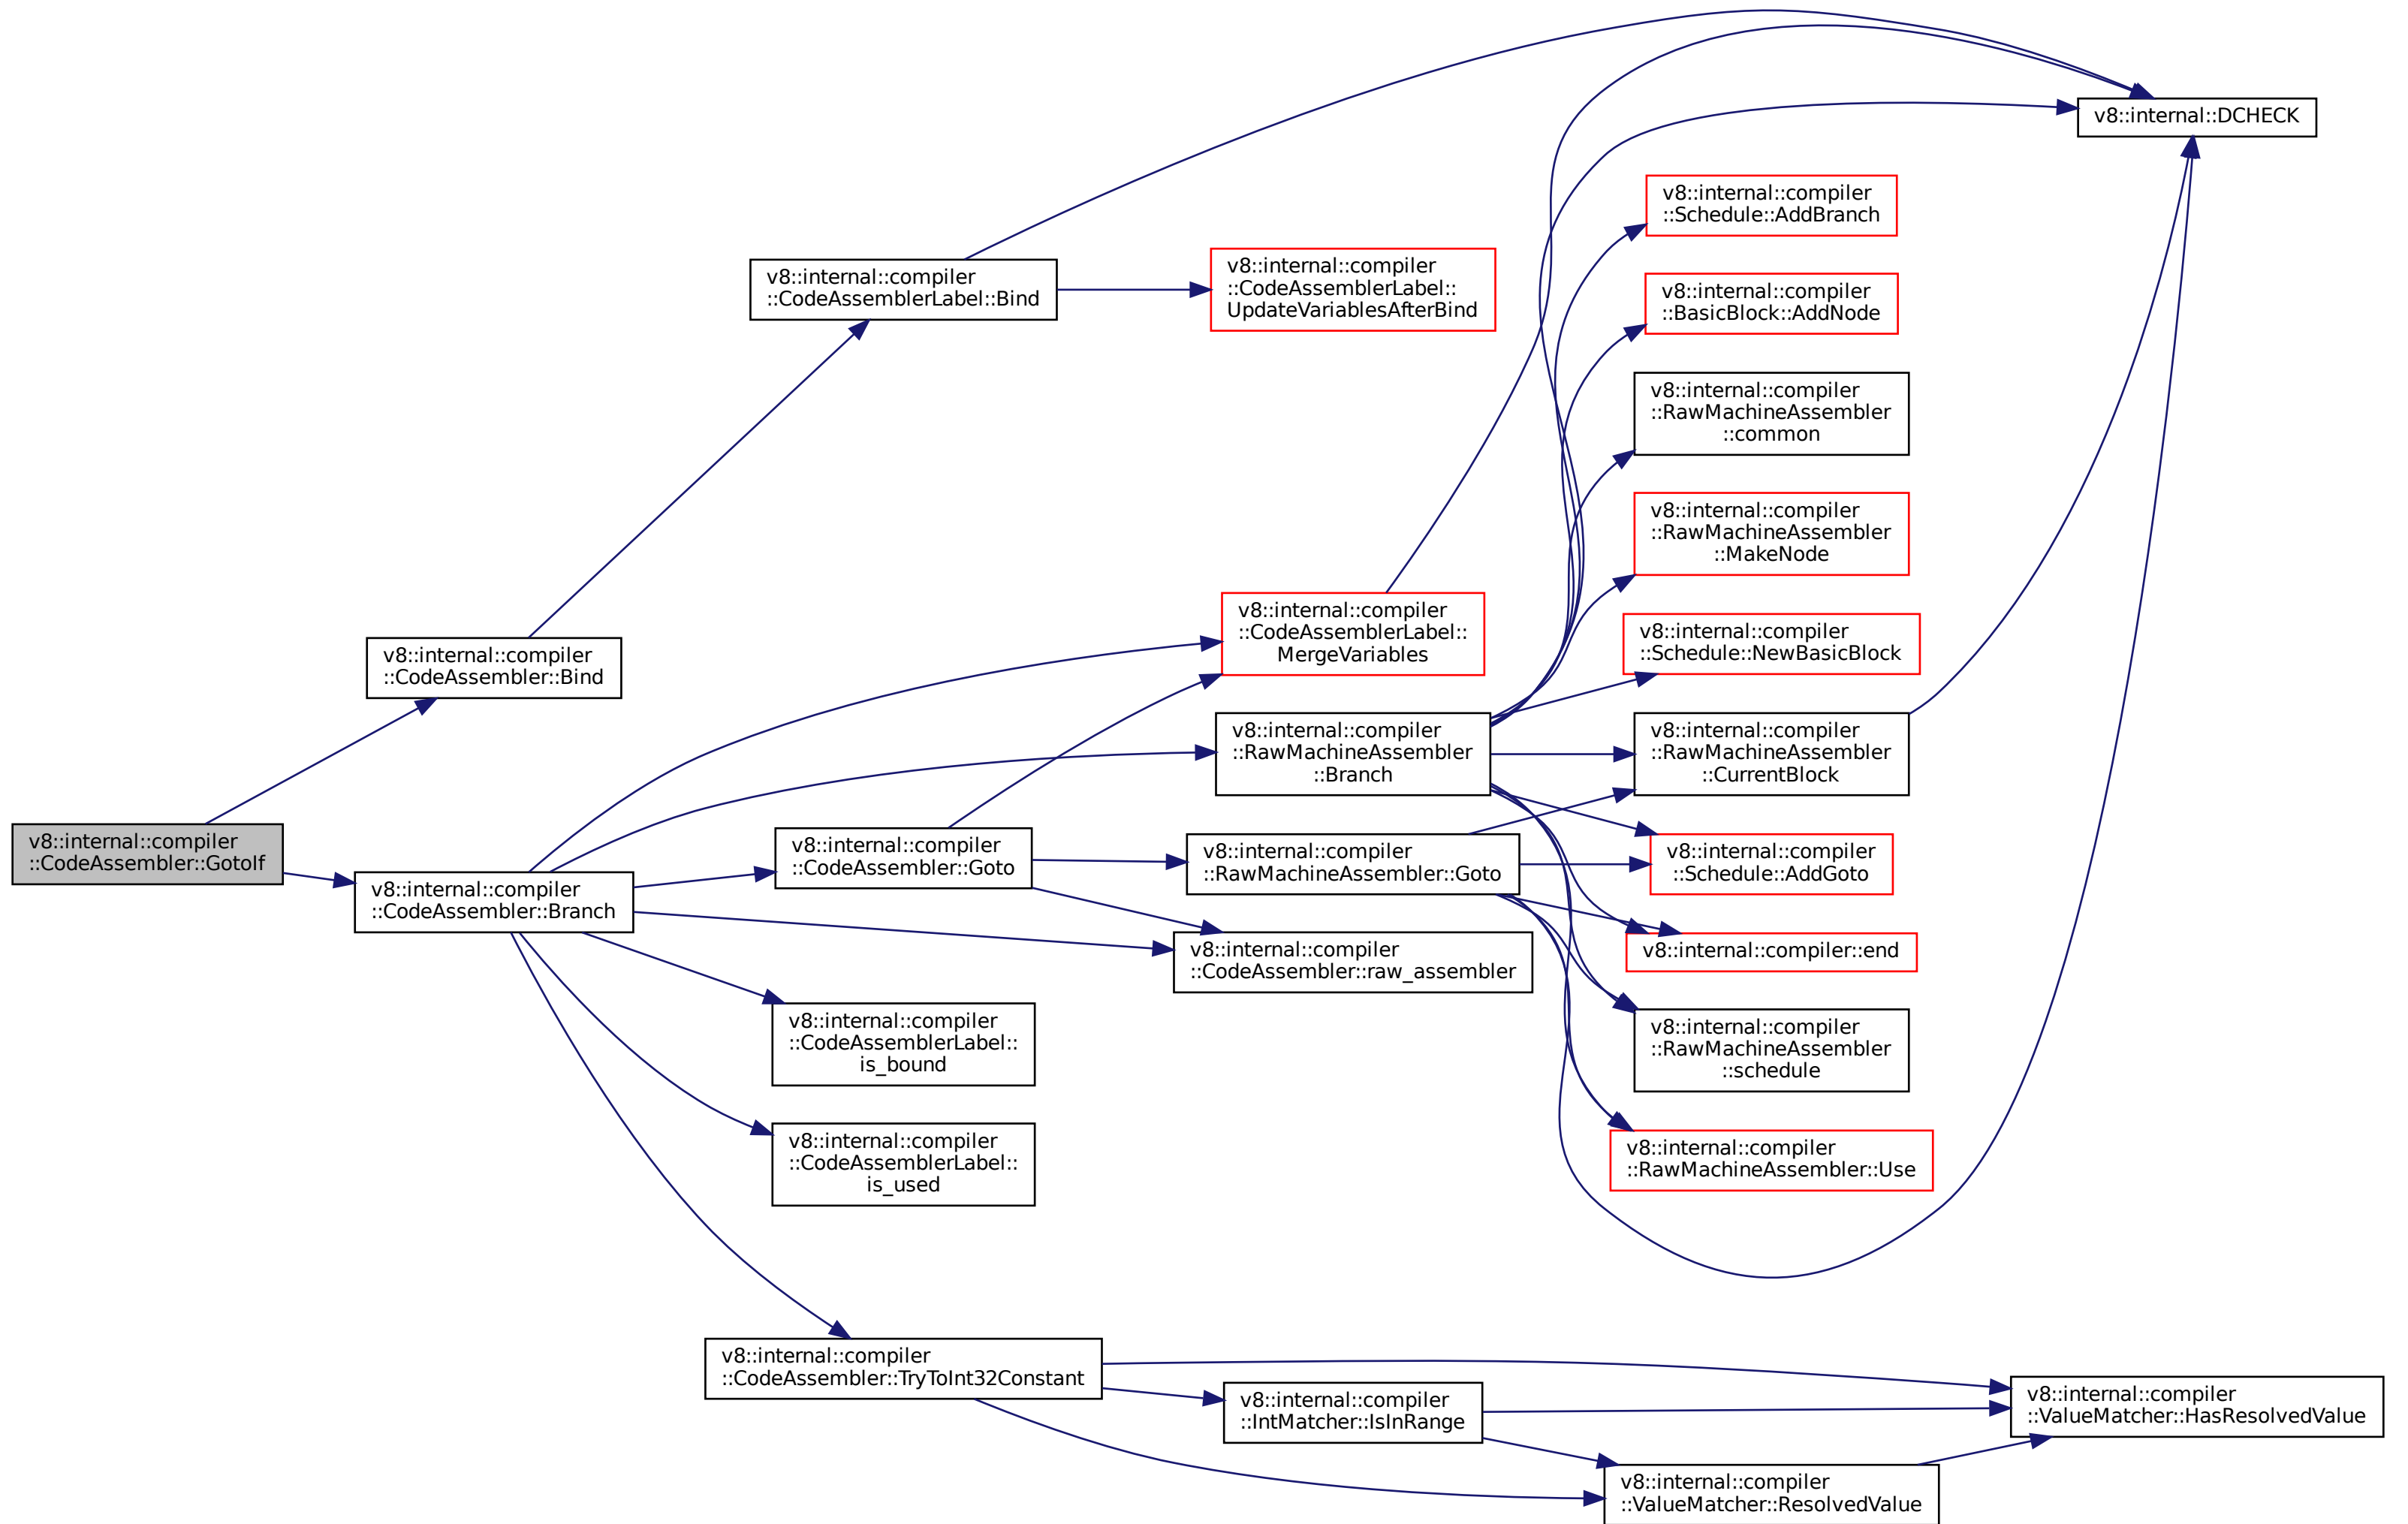 v8::internal::compiler
::CodeAssembler::GotoIf
v8::internal::compiler
::CodeAssembler::Bind
v8::internal::compiler
::CodeAssembler::Branch
v8::internal::compiler
::CodeAssemblerLabel::Bind
v8::internal::compiler
::CodeAssembler::Goto
v8::internal::compiler
::CodeAssemblerLabel::
is_bound
v8::internal::compiler
::CodeAssemblerLabel::
is_used
v8::internal::compiler
::CodeAssembler::TryToInt32Constant
v8::internal::compiler
::CodeAssemblerLabel::
UpdateVariablesAfterBind
v8::internal::compiler
::CodeAssemblerLabel::
MergeVariables
v8::internal::compiler
::RawMachineAssembler
::Branch
v8::internal::compiler
::RawMachineAssembler::Goto
v8::internal::compiler
::CodeAssembler::raw_assembler
v8::internal::compiler
::IntMatcher::IsInRange
v8::internal::compiler
::Schedule::AddBranch
v8::internal::compiler
::BasicBlock::AddNode
v8::internal::compiler
::RawMachineAssembler
::common
v8::internal::compiler
::RawMachineAssembler
::MakeNode
v8::internal::compiler
::Schedule::NewBasicBlock
v8::internal::compiler
::RawMachineAssembler
::CurrentBlock
v8::internal::compiler
::Schedule::AddGoto
v8::internal::compiler::end
v8::internal::compiler
::RawMachineAssembler
::schedule
v8::internal::compiler
::RawMachineAssembler::Use
v8::internal::compiler
::ValueMatcher::ResolvedValue
v8::internal::DCHECK
v8::internal::compiler
::ValueMatcher::HasResolvedValue